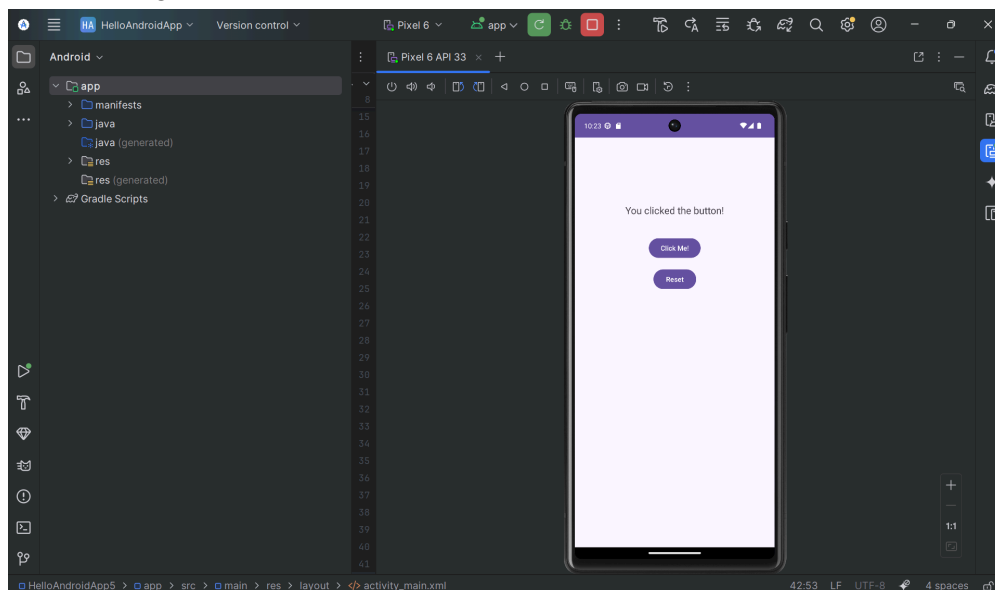 HA HelloAndroidApp Version control Pixel 6 app
Android
Pixel 6 API 33
app
manifests
java
java (generated)
res
res (generated)
Gradle Scripts
8
15
16
17
18
19
20
21
22
23
24
25
26
27
28
29
30
31
32
33
34
35
36
37
38
39
40
41
10:23
You clicked the button!
Click Me!
Reset
1:1
HelloAndroidApp5 > app > src > main > res > layout > </> activity_main.xml 42:53 LF UTF-8 4 spaces